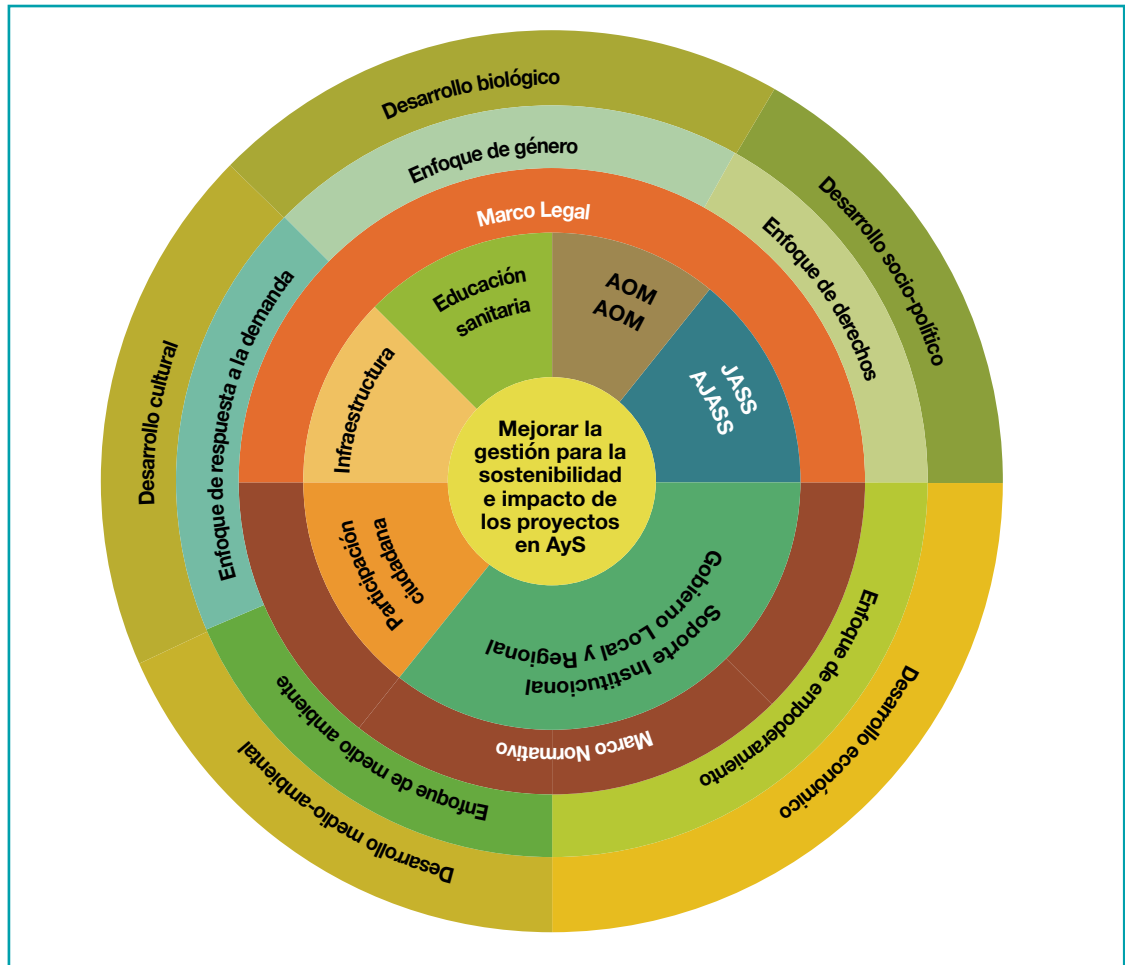 Desarrollo biológico
Enfoque de género
Marco Legal
Desarrollo socio-político
Enfoque de derechos
Desarrollo cultural
Enfoque de respuesta a la demanda
Educación
sanitaria
AOM
AOM
JASS
AJASS
Infraestructura
Mejorar la
gestión para la
sostenibilidad
e impacto de
los proyectos
en AyS
Participación
ciudadana
Soporte Institucional
Gobierno Local y Regional
Marco Normativo
Enfoque de medio ambiente
Desarrollo medio-ambiental
Enfoque de empoderamiento
Desarrollo económico